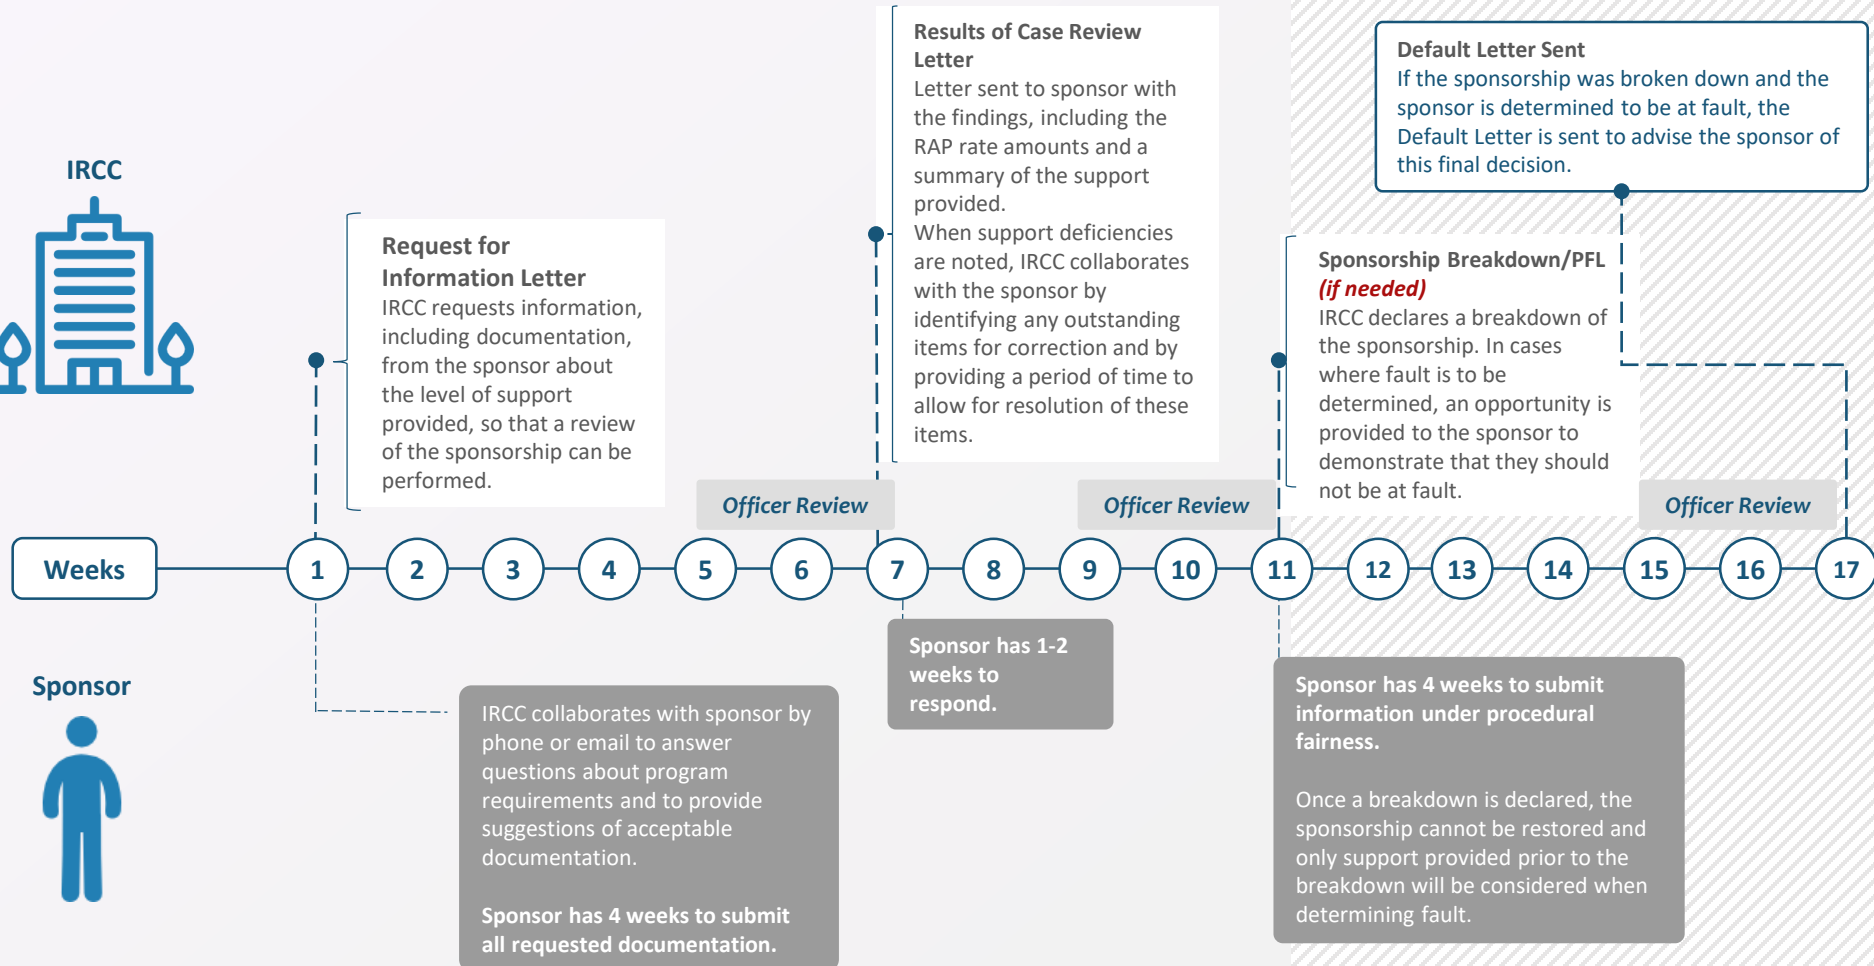 IRCC
Request for
Information Letter
IRCC requests information,
including documentation,
from the sponsor about
the level of support
provided, so that a review
of the sponsorship can be
performed.
Results of Case Review
Letter
Letter sent to sponsor with
the findings, including the
RAP rate amounts and a
summary of the support
provided.
When support deficiencies
are noted, IRCC collaborates
with the sponsor by
identifying any outstanding
items for correction and by
providing a period of time to
allow for resolution of these
items.
Default Letter Sent
If the sponsorship was broken down and the
sponsor is determined to be at fault, the
Default Letter is sent to advise the sponsor of
this final decision.
Sponsorship Breakdown/PFL
(if needed)
IRCC declares a breakdown of
the sponsorship. In cases
where fault is to be
determined, an opportunity is
provided to the sponsor to
demonstrate that they should
not be at fault.
Officer Review
Officer Review
Officer Review
Weeks 1 2 3 4 5 6 7 8 9 10 11 12 13 14 15 16 17
Sponsor
IRCC collaborates with sponsor by
phone or email to answer
questions about program
requirements and to provide
suggestions of acceptable
documentation.
Sponsor has 4 weeks to submit
all requested documentation.
Sponsor has 1-2
weeks to
respond.
Sponsor has 4 weeks to submit
information under procedural
fairness.
Once a breakdown is declared, the
sponsorship cannot be restored and
only support provided prior to the
breakdown will be considered when
determining fault.